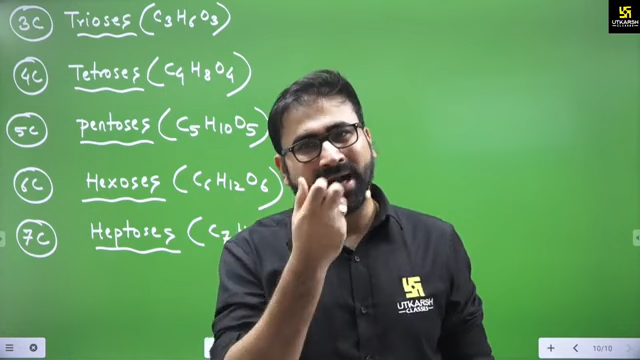 3C Trioses (C3H6O3)
UTKARSH
CLASSES
4C Tetroses (C4H8O4)
5C pentoses (C5H10O5)
6C Hexoses (C6H12O6)
7C Heptoses (C7
UTKARSH
CLASSES
10/10